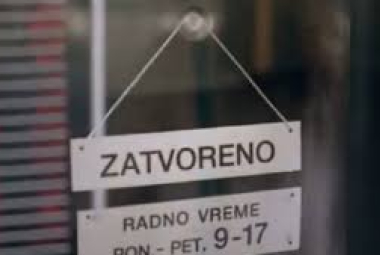 ZATVORENO
RADNO VREME
PON - PET. 9-17